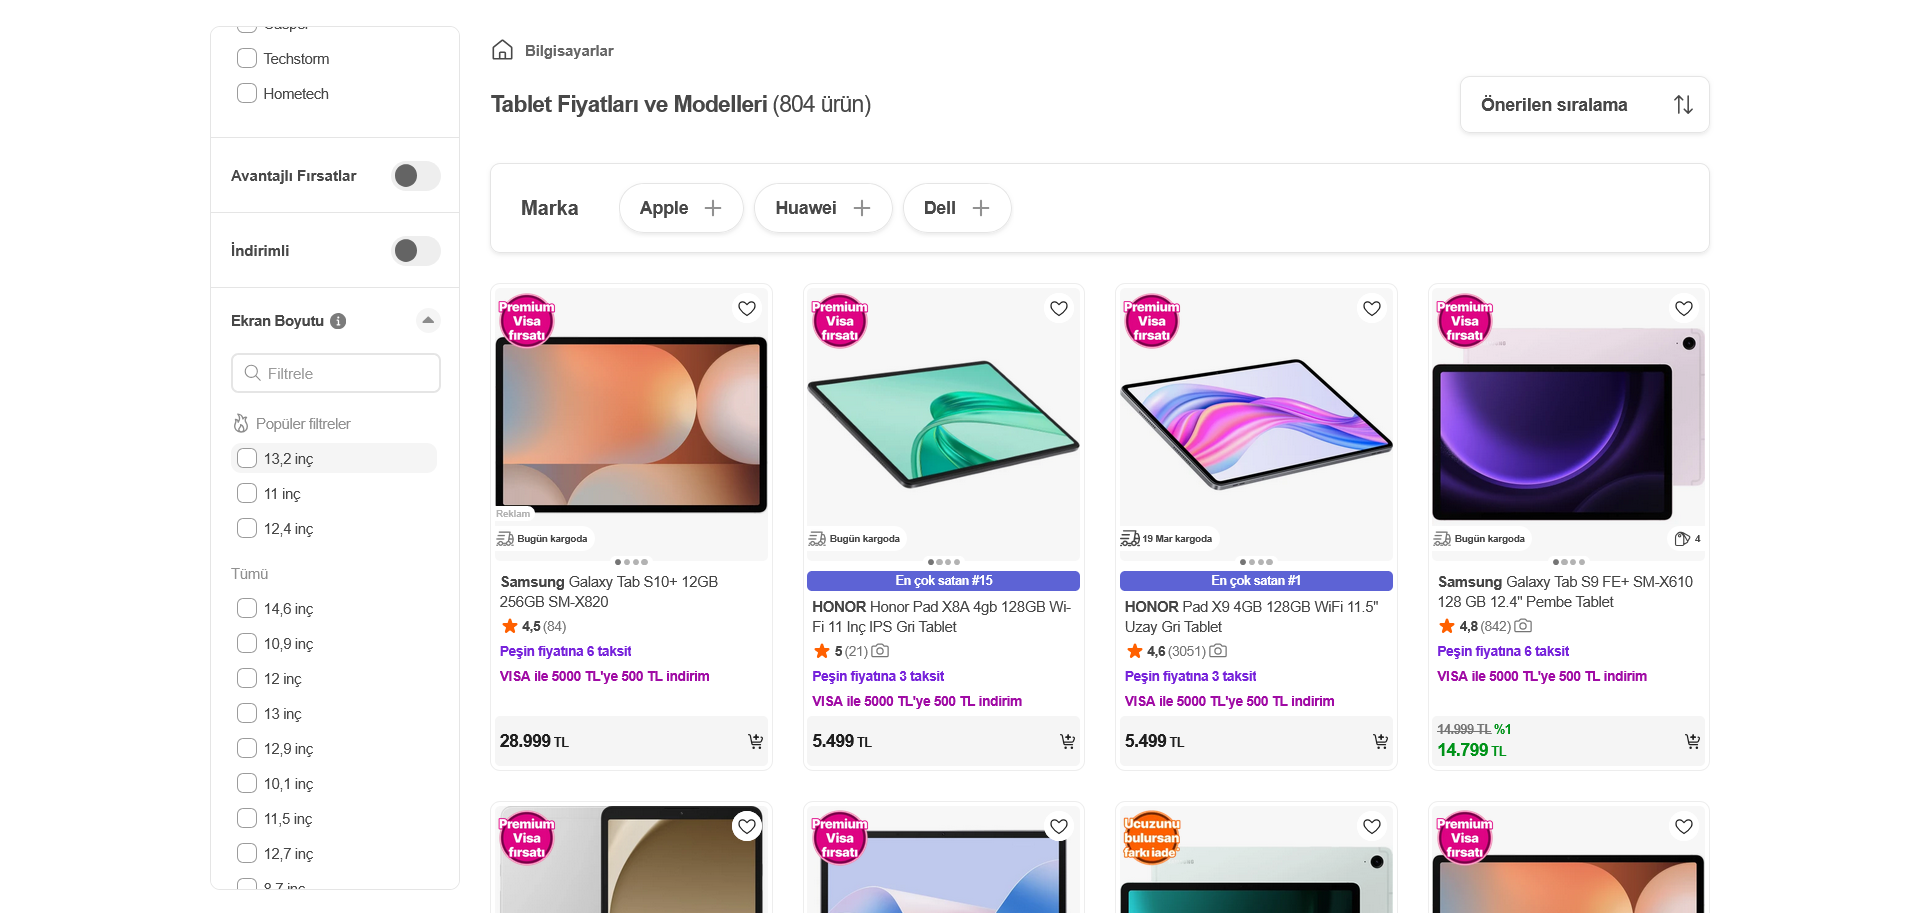 Casper
Techstorm
Hometech
Avantajlı Fırsatlar
İndirimli
Ekran Boyutu
Filtrele
Popüler filtreler
13,2 inç
11 inç
12,4 inç
Tümü
14,6 inç
10,9 inç
12 inç
13 inç
12,9 inç
10,1 inç
11,5 inç
12,7 inç
8,7 inç
Bilgisayarlar
Tablet Fiyatları ve Modelleri (804 ürün)
Önerilen sıralama
Marka
Apple
Huawei
Dell
Premium
Visa
fırsatı
Reklam
Bugün kargoda
Samsung Galaxy Tab S10+ 12GB
256GB SM-X820
4,5 (84)
Peşin fiyatına 6 taksit
VISA ile 5000 TL'ye 500 TL indirim
28.999 TL
Premium
Visa
fırsatı
Bugün kargoda
En çok satan #15
HONOR Honor Pad X8A 4gb 128GB Wi-
Fi 11 Inç IPS Gri Tablet
5 (21)
Peşin fiyatına 3 taksit
VISA ile 5000 TL'ye 500 TL indirim
5.499 TL
Premium
Visa
fırsatı
19 Mar kargoda
En çok satan #1
HONOR Pad X9 4GB 128GB WiFi 11.5"
Uzay Gri Tablet
4,6 (3051)
Peşin fiyatına 3 taksit
VISA ile 5000 TL'ye 500 TL indirim
5.499 TL
Premium
Visa
fırsatı
Bugün kargoda
4
Samsung Galaxy Tab S9 FE+ SM-X610
128 GB 12.4" Pembe Tablet
4,8 (842)
Peşin fiyatına 6 taksit
VISA ile 5000 TL'ye 500 TL indirim
14.999 TL %1
14.799 TL
Premium
Visa
fırsatı
Premium
Visa
fırsatı
Ucuzunu
bulursan
farkı iade
Premium
Visa
fırsatı